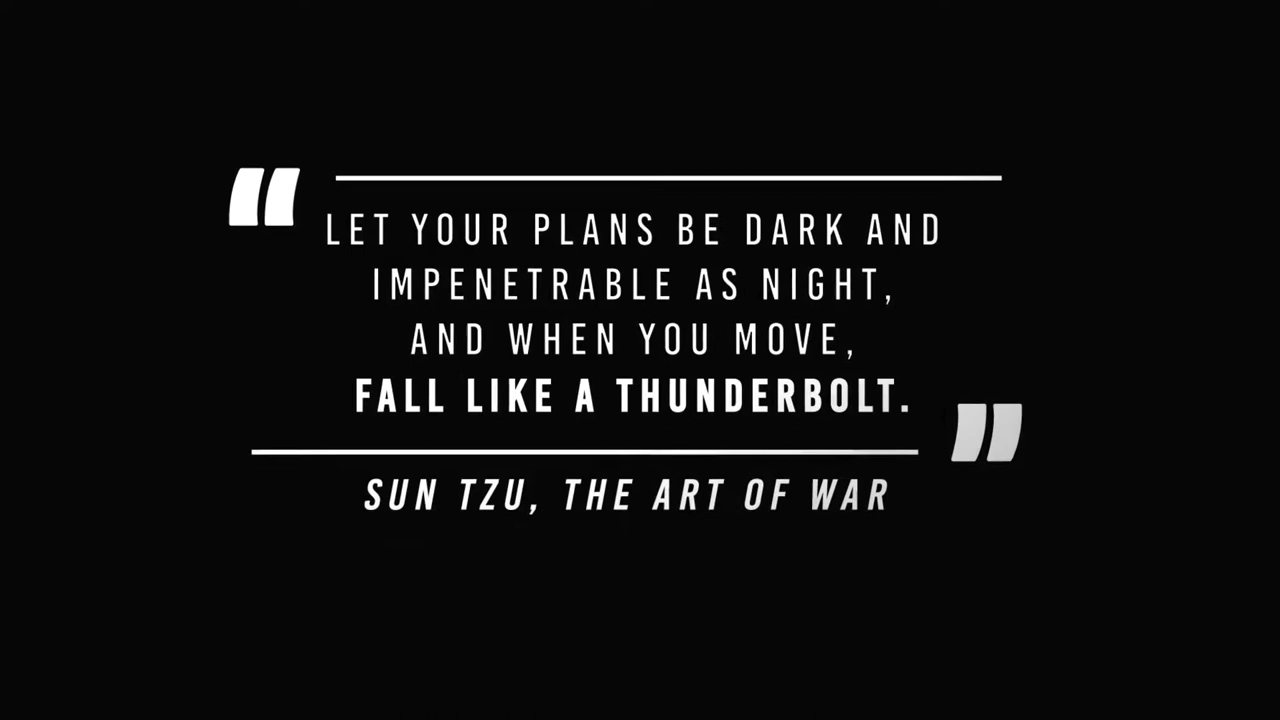 “ LET YOUR PLANS BE DARK AND
IMPENETRABLE AS NIGHT,
AND WHEN YOU MOVE,
FALL LIKE A THUNDERBOLT. ”
SUN TZU, THE ART OF WAR